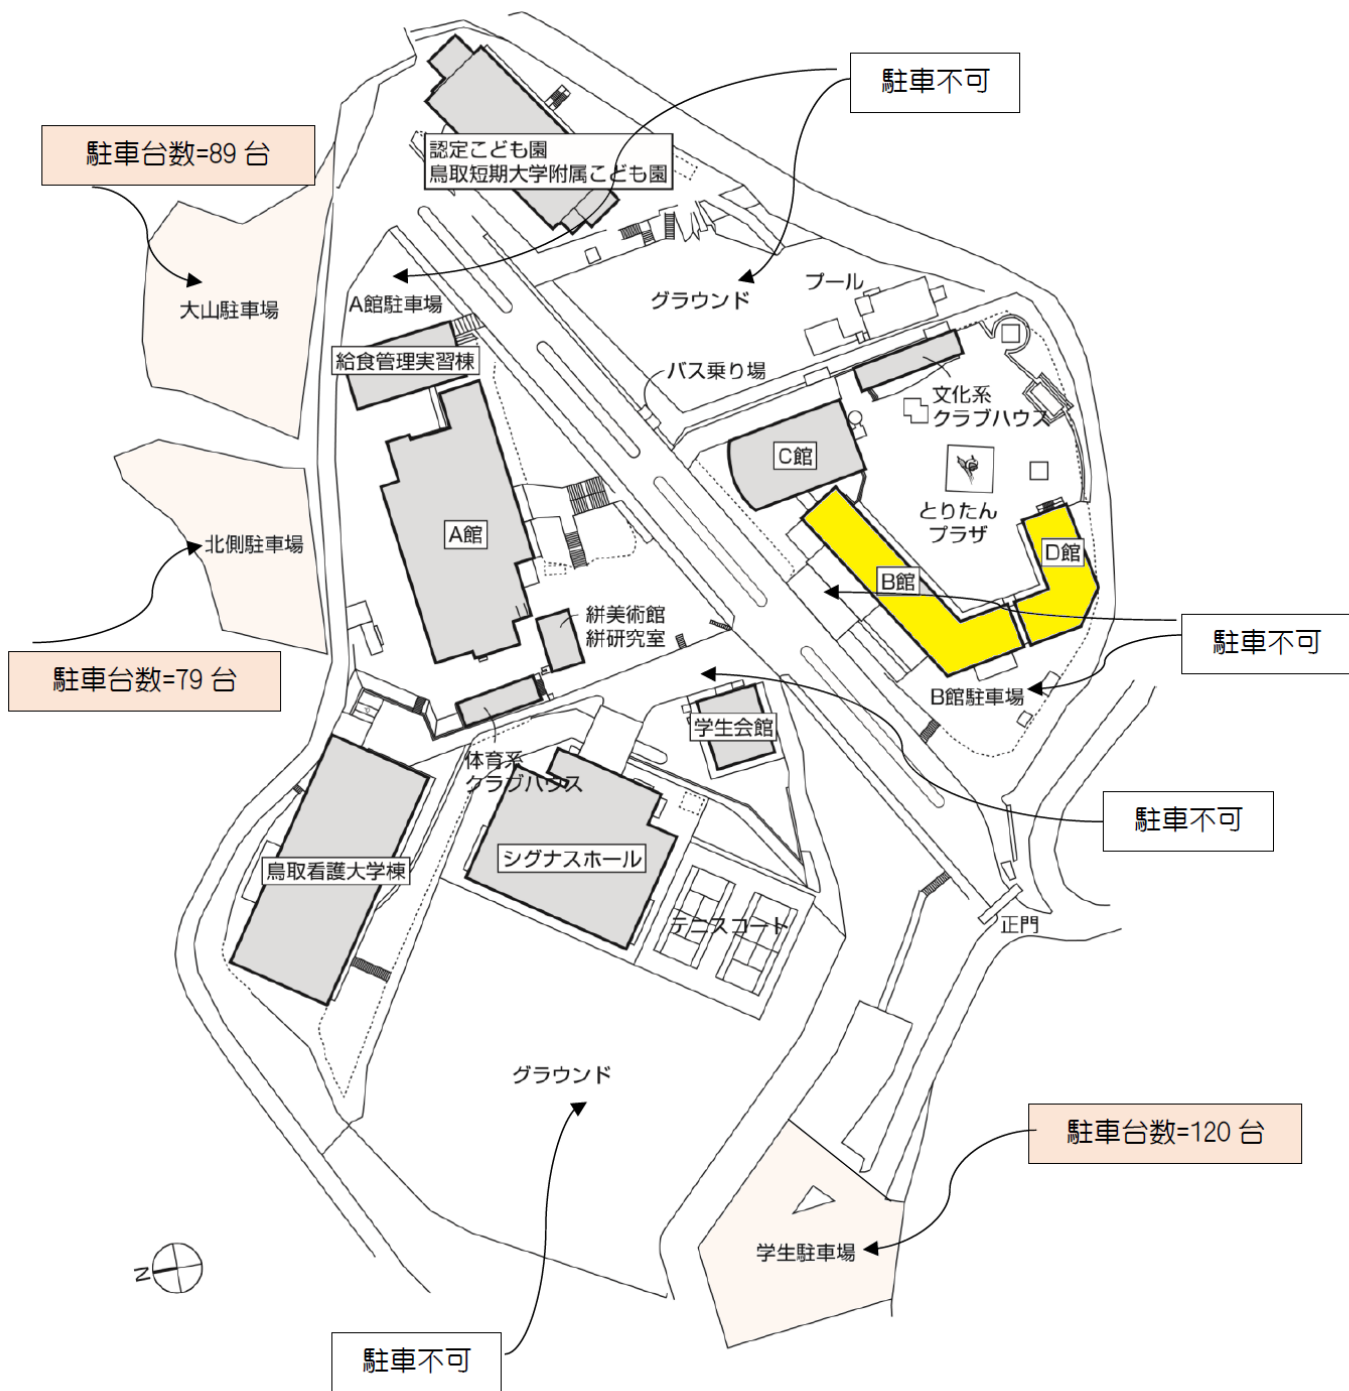 駐車不可
駐車台数=89 台
認定こども園
鳥取短期大学附属こども園
大山駐車場
A館駐車場
グラウンド
プール
給食管理実習棟
バス乗り場
文化系
クラブハウス
C館
A館
とりたん
プラザ
北側駐車場
D館
B館
絣美術館
絣研究室
駐車不可
駐車台数=79 台
B館駐車場
学生会館
体育系
クラブハウス
駐車不可
シグナスホール
鳥取看護大学棟
テニスコート
正門
グラウンド
駐車台数=120 台
学生駐車場
N
駐車不可